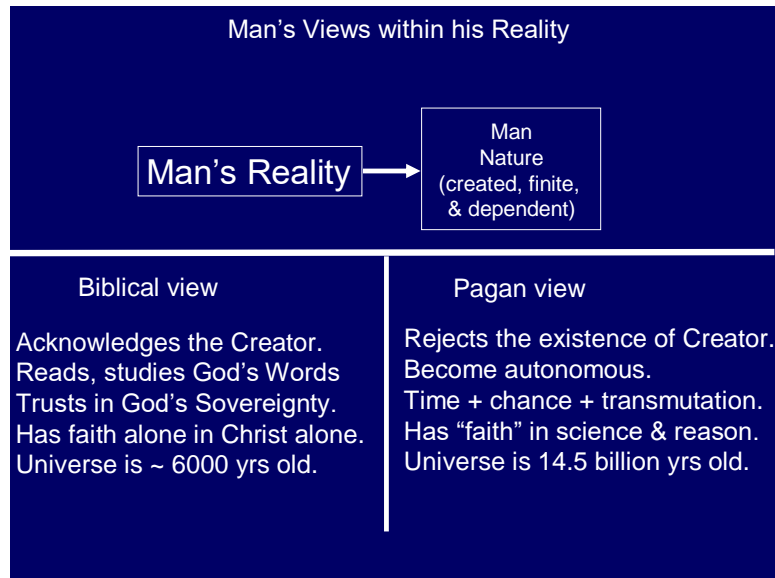 Man’s Views within his Reality
Man’s Reality
Man
Nature
(created, finite,
& dependent)
Biblical view
Acknowledges the Creator.
Reads, studies God’s Words
Trusts in God’s Sovereignty.
Has faith alone in Christ alone.
Universe is ~ 6000 yrs old.
Pagan view
Rejects the existence of Creator.
Become autonomous.
Time + chance + transmutation.
Has “faith” in science & reason.
Universe is 14.5 billion yrs old.